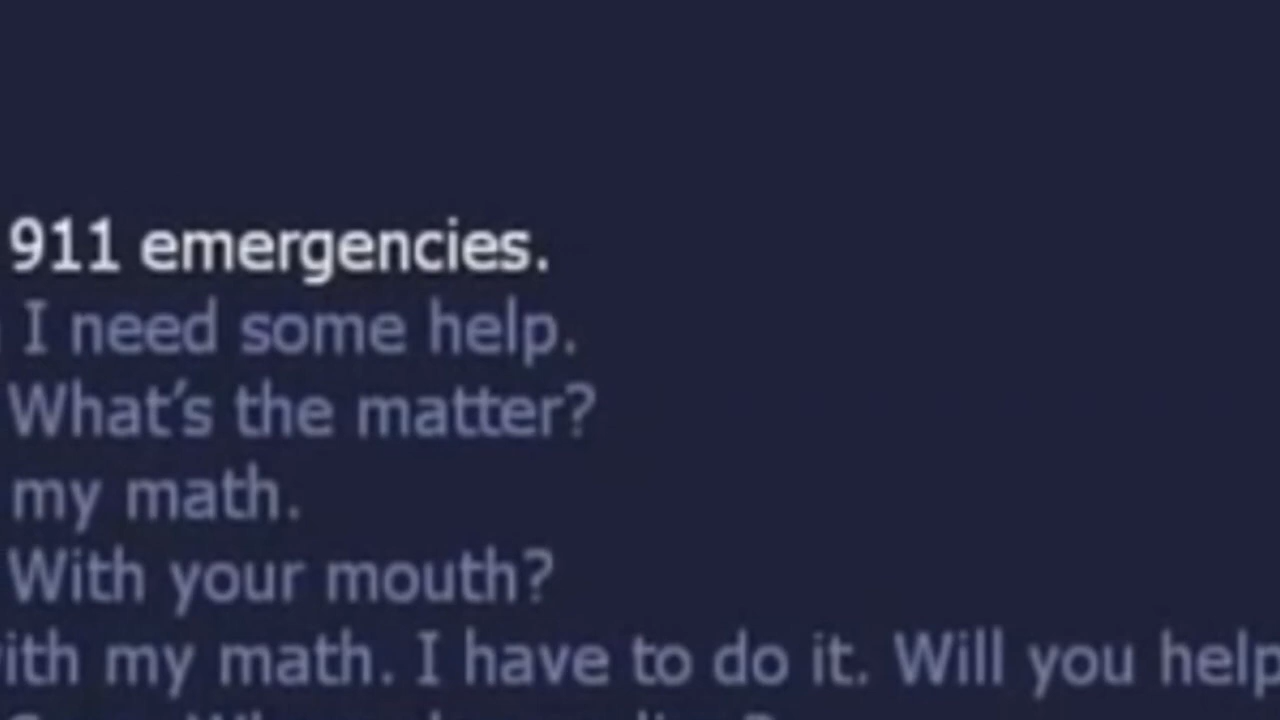 911 emergencies.
I need some help.
What’s the matter?
my math.
With your mouth?
with my math. I have to do it. Will you help